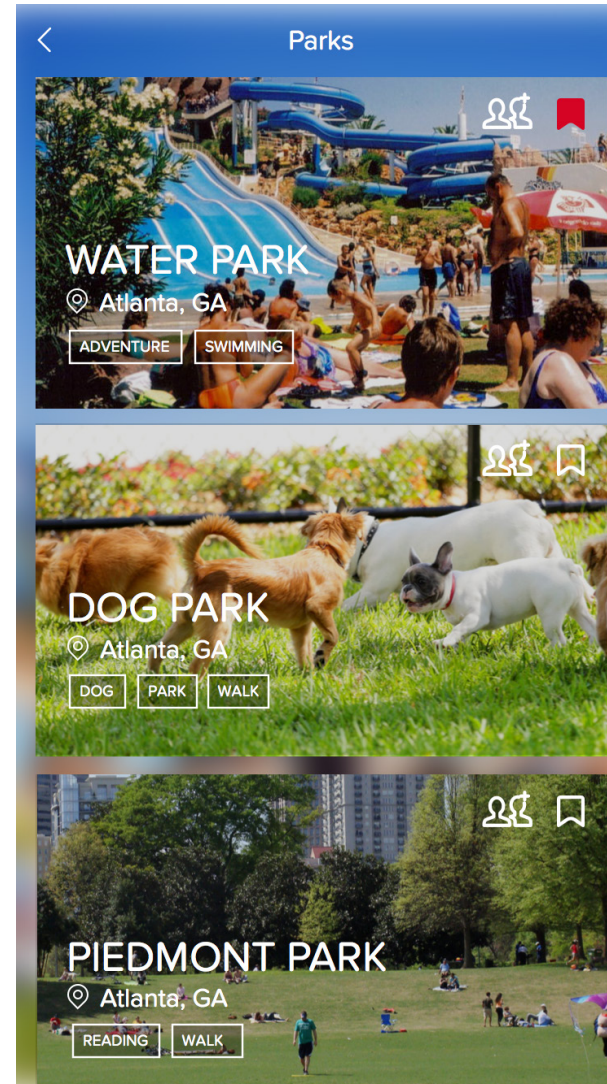 Parks
WATER PARK
Atlanta, GA
ADVENTURE SWIMMING
DOG PARK
Atlanta, GA
DOG PARK WALK
PIEDMONT PARK
Atlanta, GA
READING WALK